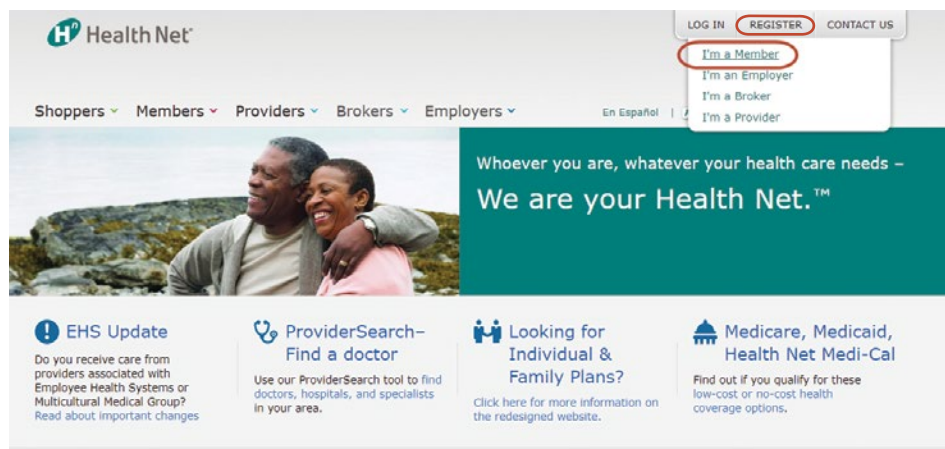 Health Net
LOG IN REGISTER CONTACT US
I'm a Member
I'm an Employer
I'm a Broker
I'm a Provider
Shoppers Members Providers Brokers Employers
En Español |
Whoever you are, whatever your health care needs –
We are your Health Net.™
EHS Update
Do you receive care from
providers associated with
Employee Health Systems or
Multicultural Medical Group?
Read about important changes
ProviderSearch–
Find a doctor
Use our ProviderSearch tool to find
doctors, hospitals, and specialists
in your area.
Looking for
Individual &
Family Plans?
Click here for more information on
the redesigned website.
Medicare, Medicaid,
Health Net Medi-Cal
Find out if you qualify for these
low-cost or no-cost health
coverage options.